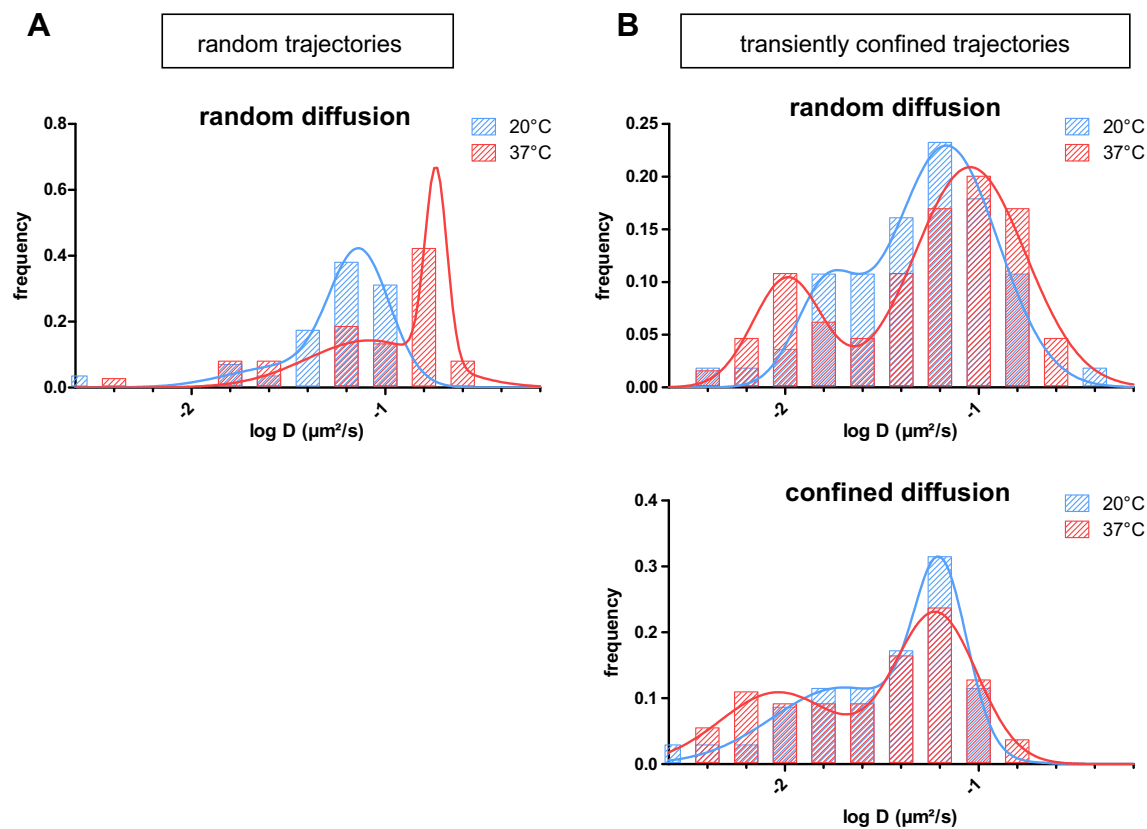 A
random trajectories
random diffusion
20°C
37°C
0.8
0.6
0.4
0.2
0.0
frequency
-2
-1
log D (µm²/s)
B
transiently confined trajectories
random diffusion
20°C
37°C
0.25
0.20
0.15
0.10
0.05
0.00
frequency
-2
-1
log D (µm²/s)
confined diffusion
20°C
37°C
0.4
0.3
0.2
0.1
0.0
frequency
-2
-1
log D (µm²/s)